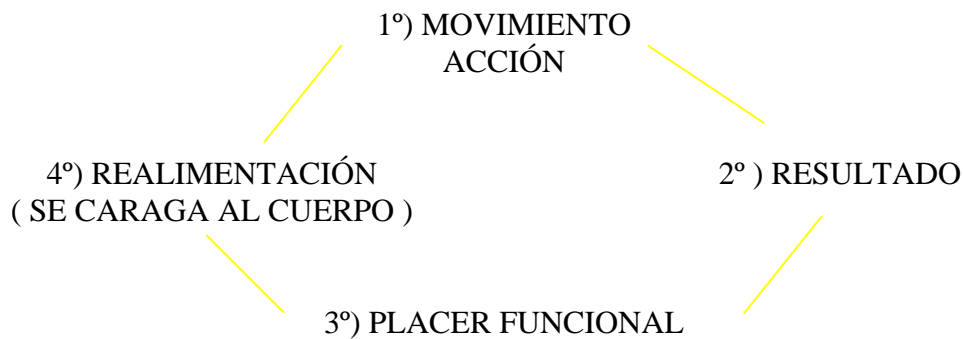 1º) MOVIMIENTO
ACCIÓN
4º) REALIMENTACIÓN
( SE CARAGA AL CUERPO )
2º ) RESULTADO
3º) PLACER FUNCIONAL